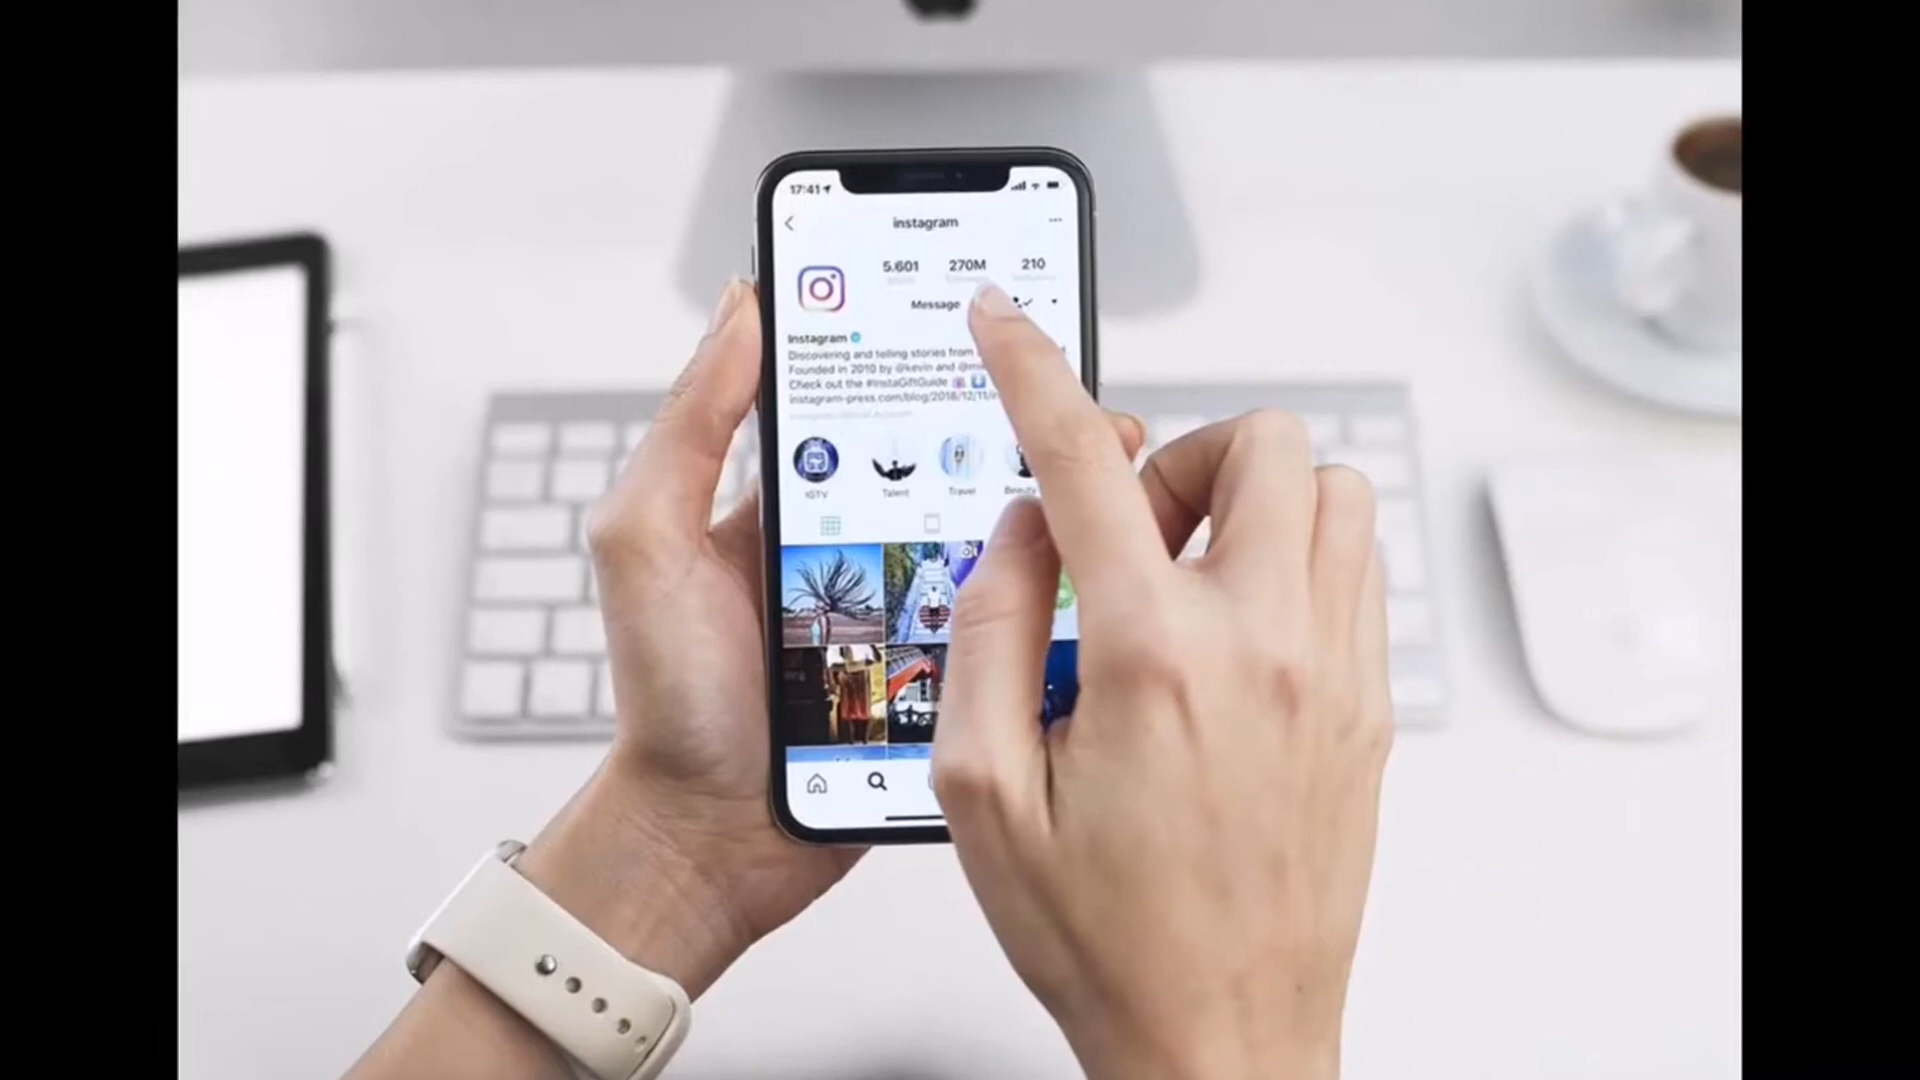 17:41
instagram
5.601 270M 210
Message
Instagram
Discovering and telling stories from
Founded in 2010 by @kevin and
Check out the #InstaGiftGuide
instagram-press.com/blog/2018/12/11/
IGTV Talent Travel Beauty